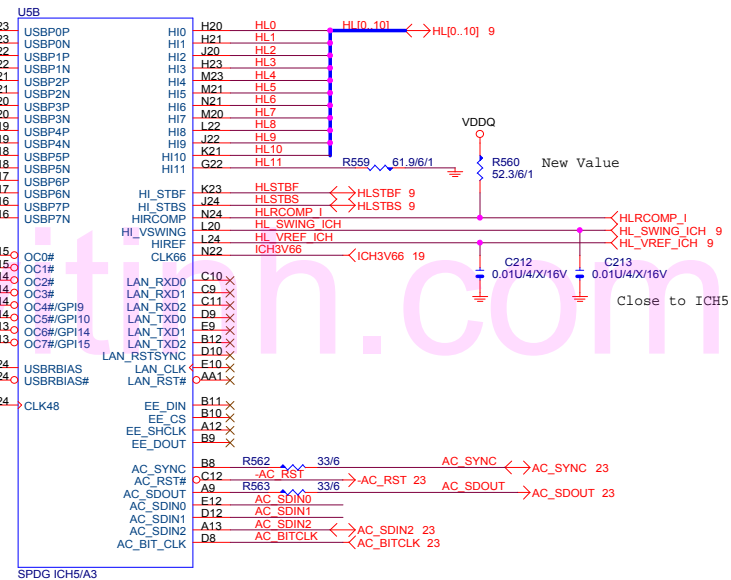 U5B
USBP0P HI0 H20 HL0 HL[0..10] HL[0..10] 9
USBP0N HI1 H21 HL1
USBP1P HI2 J20 HL2
USBP1N HI3 H23 HL3
USBP2P HI4 M23 HL4
USBP2N HI5 M21 HL5
USBP3P HI6 N21 HL6
USBP3N HI7 M20 HL7
USBP4P HI8 L22 HL8
USBP4N HI9 J22 HL9
USBP5P HI10 K21 HL10
USBP5N HI11 G22 HL11 R559 61.9/6/1
VDDQ
R560 New Value
52.3/6/1
USBP6P
USBP6N HI_STBF K23 HLSTBF HLSTBF 9
USBP7P HI_STBS J24 HLSTBS HLSTBS 9
USBP7N HIRCOMP N24 HLRCOMP_I HLRCOMP_I
HI_VSWING L20 HL_SWING_ICH HL_SWING_ICH 9
HIREF L24 HL_VREF_ICH HL_VREF_ICH 9
OC0# CLK66 N22 ICH3V66 ICH3V66 19
OC1#
OC2# LAN_RXD0 C10
OC3# LAN_RXD1 C9
OC4#/GPI9 LAN_RXD2 C11
OC5#/GPI10 LAN_TXD0 D9
OC6#/GPI14 LAN_TXD1 E9
OC7#/GPI15 LAN_TXD2 B12
C212 C213
0.01U/4/X/16V 0.01U/4/X/16V
Close to ICH5
LAN_RSTSYNC D10
USBRBIAS LAN_CLK E10
USBRBIAS# LAN_RST# AA1
CLK48 EE_DIN B11
EE_CS B10
EE_SHCLK A12
EE_DOUT B9
AC_SYNC B8 R562 33/6 AC_SYNC AC_SYNC 23
AC_RST# C12 -AC_RST -AC_RST 23
AC_SDOUT A9 R563 33/6 AC_SDOUT AC_SDOUT 23
AC_SDIN0 E12 AC_SDIN0
AC_SDIN1 D12 AC_SDIN1
AC_SDIN2 A13 AC_SDIN2 AC_SDIN2 23
AC_BIT_CLK D8 AC_BITCLK AC_BITCLK 23
SPDG ICH5/A3
itinh.com